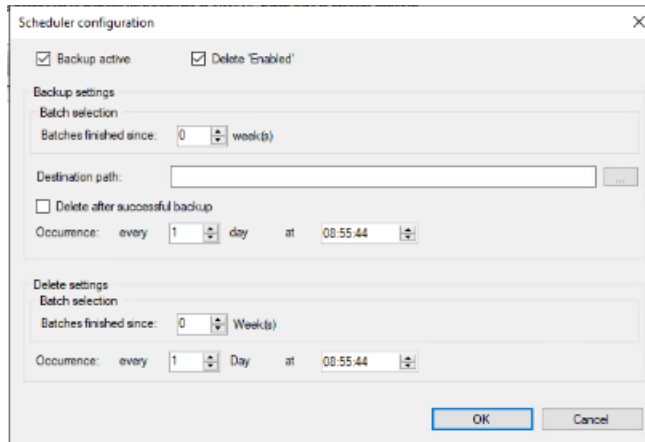 Scheduler configuration
Backup active Delete 'Enabled'
Backup settings
Batch selection
Batches finished since: 0 week(s)
Destination path: ...
Delete after successful backup
Occurrence: every 1 day at 08:55:44
Delete settings
Batch selection
Batches finished since: 0 Week(s)
Occurrence: every 1 Day at 08:55:44
OK Cancel